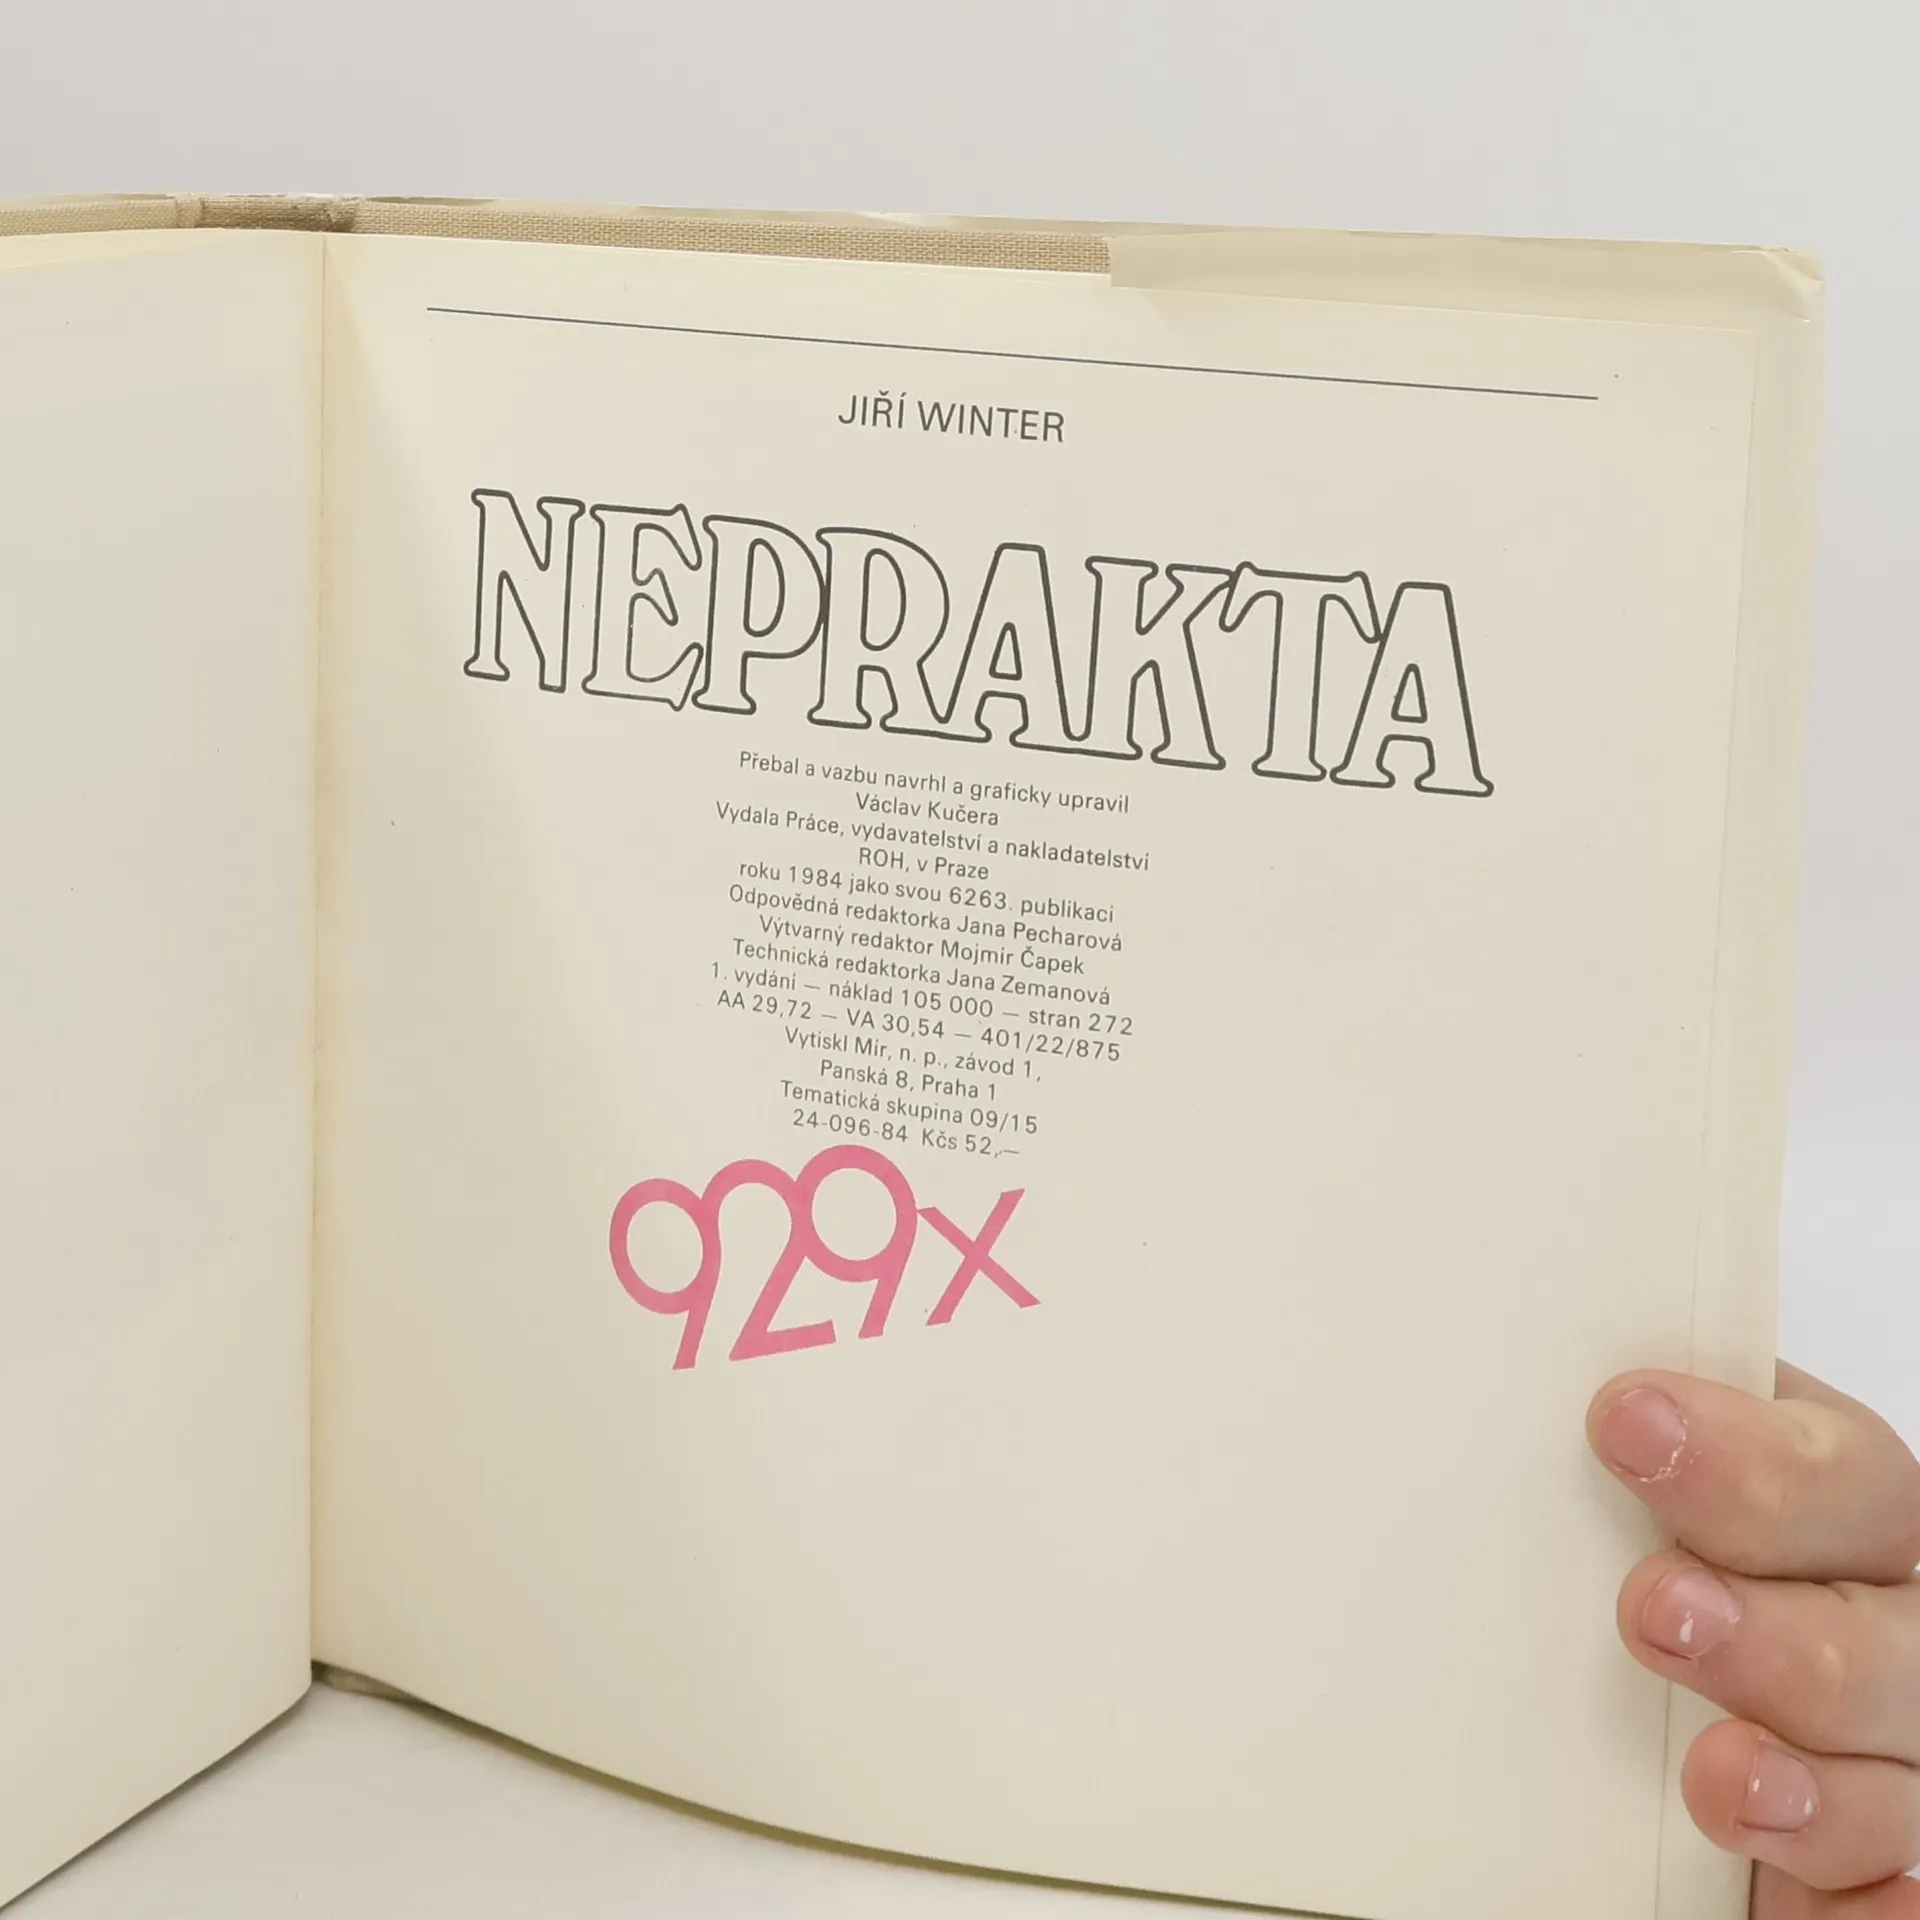 JIŘÍ WINTER
NEPRAKTA
Přebal a vazbu navrhl a graficky upravil
Václav Kučera
Vydala Práce, vydavatelství a nakladatelství
ROH, v Praze
roku 1984 jako svou 6263. publikaci
Odpovědná redaktorka Jana Pecharová
Výtvarný redaktor Mojmír Čapek
Technická redaktorka Jana Zemanová
1. vydání – náklad 105 000 – stran 272
AA 29,72 – VA 30,54 – 401/22/875
Vytiskl Mír, n. p., závod 1,
Panská 8, Praha 1
Tematická skupina 09/15
24-096-84 Kčs 52,–
929x